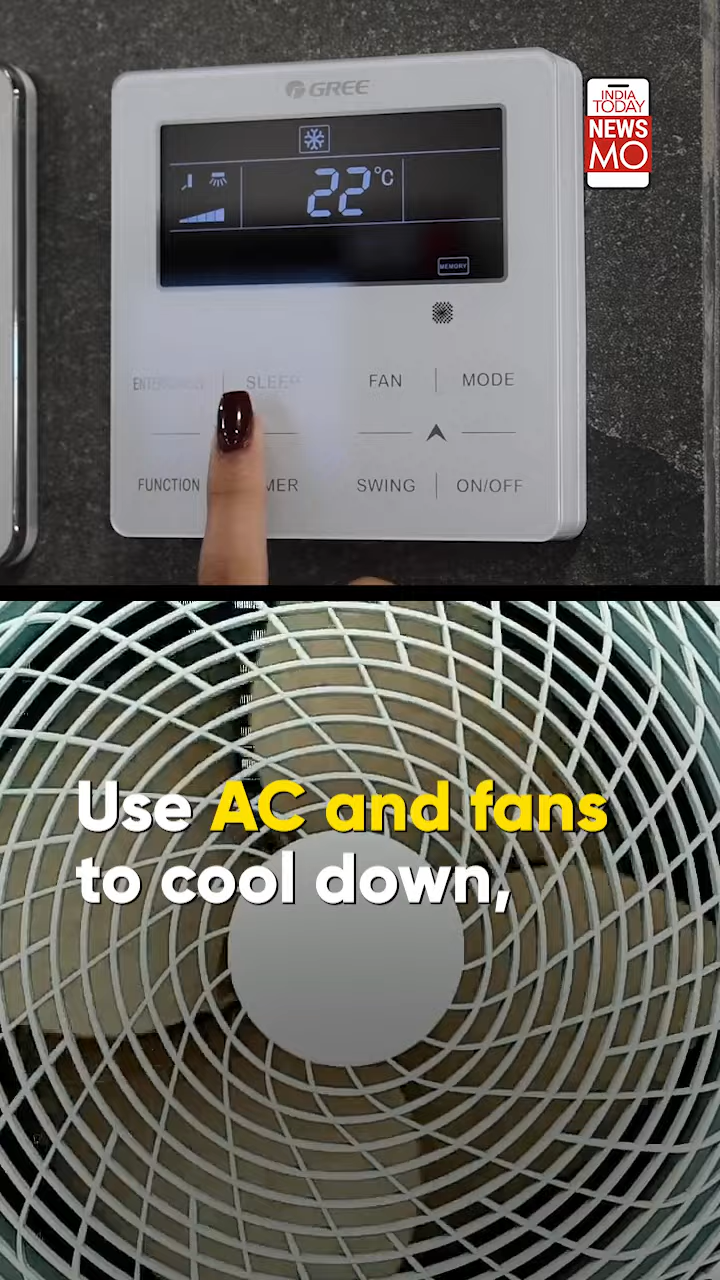 GREE
INDIA
TODAY
NEWS
MO
22°C
MEMORY
SLEEP
FAN
MODE
FUNCTION
MER
SWING
ON/OFF
Use AC and fans
to cool down,